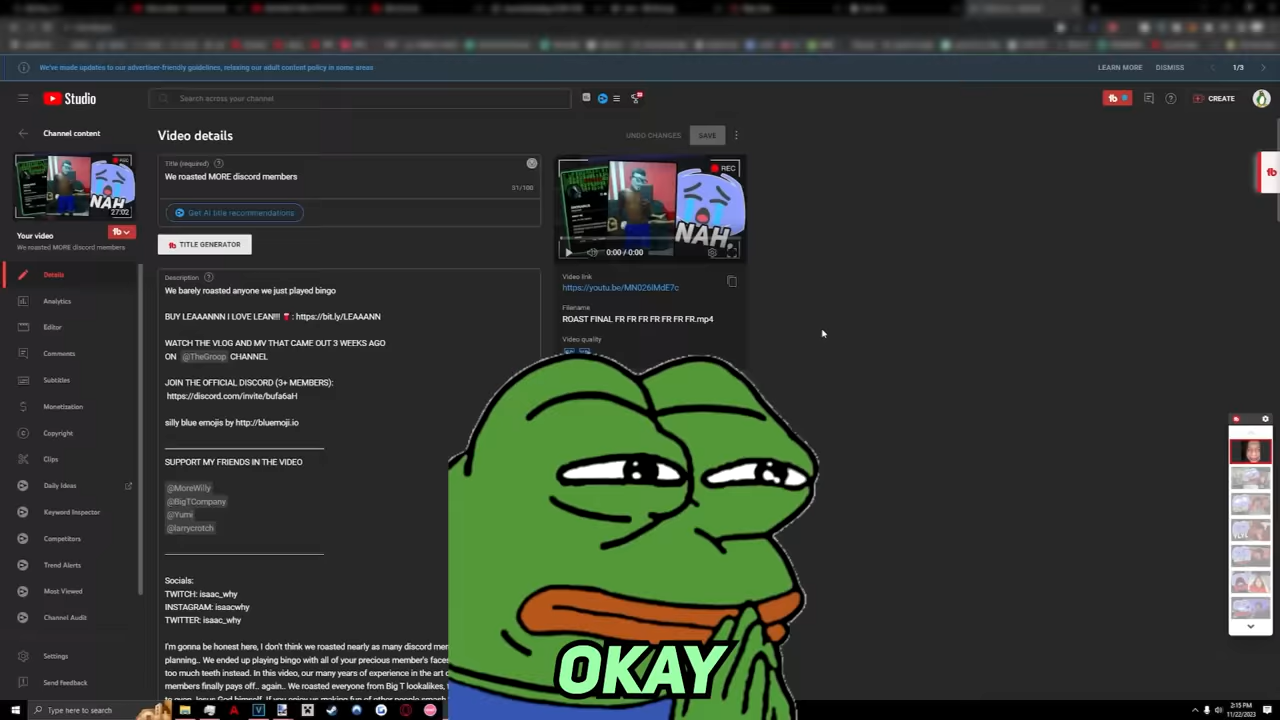 We've made updates to our advertiser-friendly guidelines, relaxing our adult content policy in some areas
LEARN MORE
DISMISS
1/3
Studio
Search across your channel
CREATE
Channel content
Video details
UNDO CHANGES
SAVE
Title (required)
We roasted MORE discord members
51/100
Get AI title recommendations
TITLE GENERATOR
REC
NAH
0:00 / 0:00
27:02
Your video
We roasted MORE discord members
Details
Analytics
Editor
Comments
Subtitles
Monetization
Copyright
Clips
Daily Ideas
Keyword Inspector
Competitors
Trend Alerts
Most Viewed
Channel Audit
Settings
Send feedback
Description
We barely roasted anyone we just played bingo
BUY LEAAANNN I LOVE LEAN!!! : https://bit.ly/LEAAANN
WATCH THE VLOG AND MV THAT CAME OUT 3 WEEKS AGO
ON @TheGroop CHANNEL
JOIN THE OFFICIAL DISCORD (3+ MEMBERS):
https://discord.com/invite/bufa6aH
silly blue emojis by http://bluemoji.io
SUPPORT MY FRIENDS IN THE VIDEO
@MoreWilly
@BigTCompany
@Yumi
@larrycrotch
Socials:
TWITCH: isaac_why
INSTAGRAM: isaacwhy
TWITTER: isaac_why
I'm gonna be honest here, I don't think we roasted nearly as many discord
planning.. We ended up playing bingo with all of your precious member's faces
too much teeth instead. In this video, our many years of experience in the art
members finally pays off.. again.. We roasted everyone from Big T lookalikes,
Video link
https://youtu.be/MN026IMdE7c
Filename
ROAST FINAL FR FR FR FR FR FR FR.mp4
Video quality
OKAY
Type here to search
2:15 PM
11/22/2023